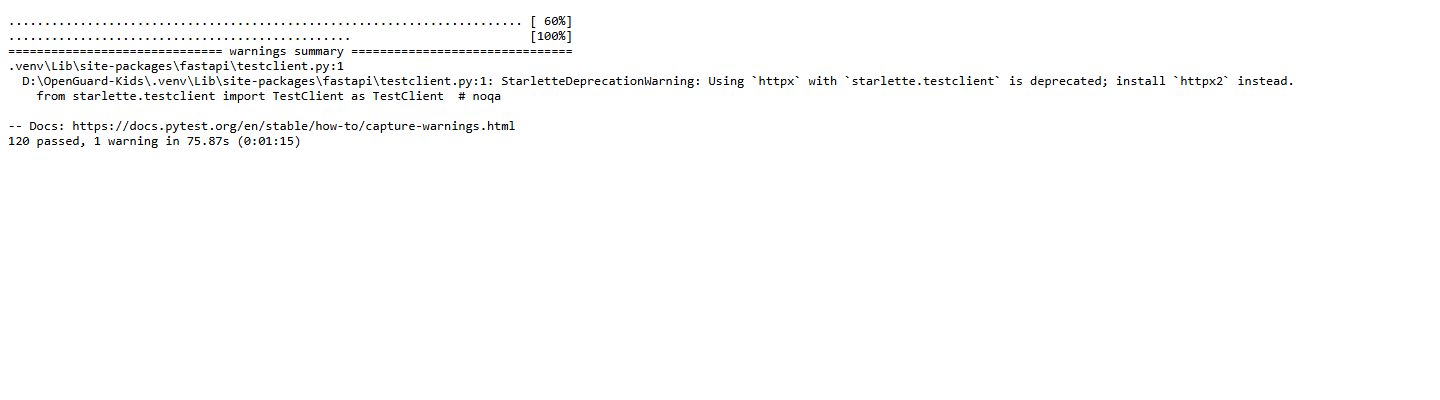 ........................................................................ [ 60%]
................................................                         [100%]
============================== warnings summary ===============================
.venv\Lib\site-packages\fastapi\testclient.py:1
  D:\OpenGuard-Kids\.venv\Lib\site-packages\fastapi\testclient.py:1: StarletteDeprecationWarning: Using `httpx` with `starlette.testclient` is deprecated; install `httpx2` instead.
    from starlette.testclient import TestClient as TestClient  # noqa

-- Docs: https://docs.pytest.org/en/stable/how-to/capture-warnings.html
120 passed, 1 warning in 75.87s (0:01:15)